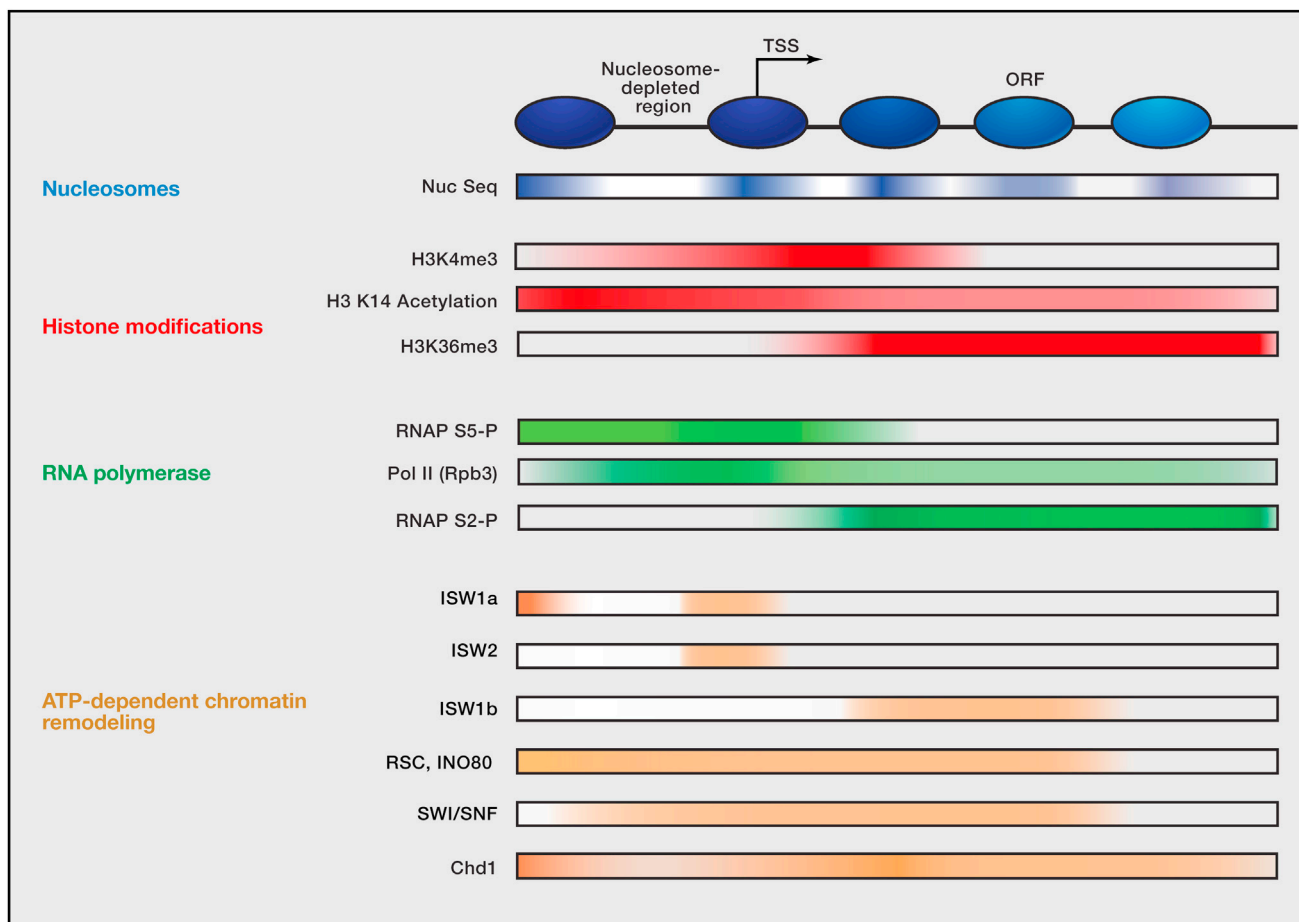 TSS
Nucleosome-
depleted
region
ORF
Nucleosomes
Nuc Seq
H3K4me3
H3 K14 Acetylation
Histone modifications
H3K36me3
RNAP S5-P
RNA polymerase
Pol II (Rpb3)
RNAP S2-P
ISW1a
ISW2
ATP-dependent chromatin
remodeling
ISW1b
RSC, INO80
SWI/SNF
Chd1